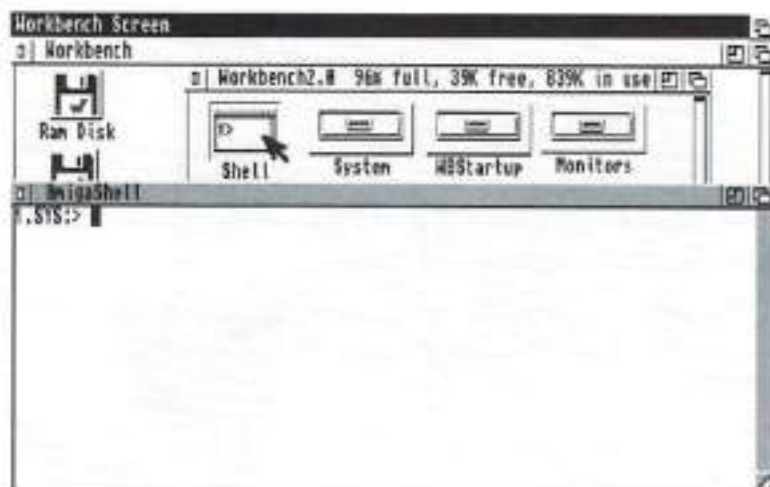 Workbench Screen
Workbench
Workbench2.0 96% full, 39K free, 839K in use
Ram Disk
Shell
System
WBStartup
Monitors
AmigaShell
1.SYS:>